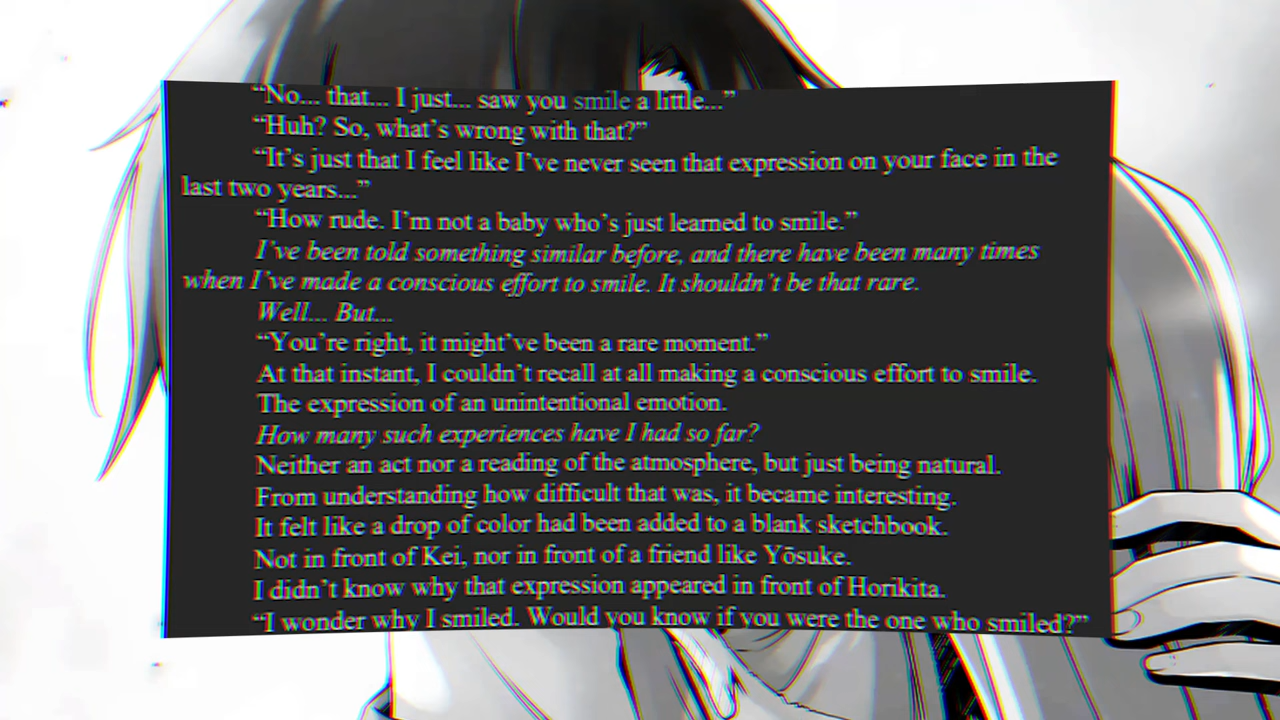 “No... that... I just... saw you smile a little...”
“Huh? So, what’s wrong with that?”
“It’s just that I feel like I’ve never seen that expression on your face in the
last two years...”
“How rude. I’m not a baby who’s just learned to smile.”
I’ve been told something similar before, and there have been many times
when I’ve made a conscious effort to smile. It shouldn’t be that rare.
Well... But...
“You’re right, it might’ve been a rare moment.”
At that instant, I couldn’t recall at all making a conscious effort to smile.
The expression of an unintentional emotion.
How many such experiences have I had so far?
Neither an act nor a reading of the atmosphere, but just being natural.
From understanding how difficult that was, it became interesting.
It felt like a drop of color had been added to a blank sketchbook.
Not in front of Kei, nor in front of a friend like Yōsuke.
I didn’t know why that expression appeared in front of Horikita.
“I wonder why I smiled. Would you know if you were the one who smiled?”